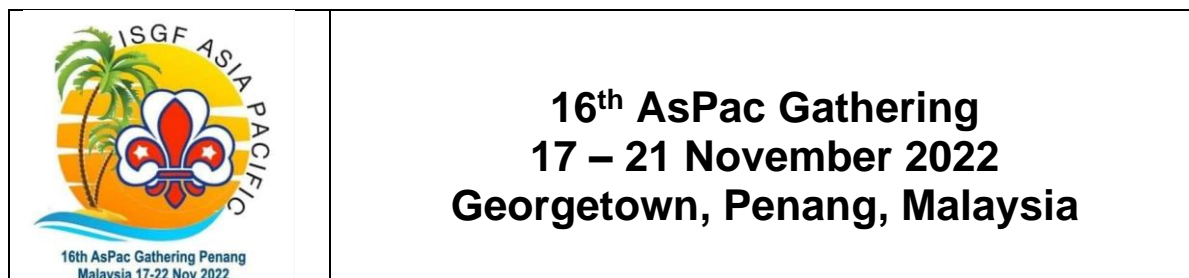 ISGF ASIA PACIFIC
16th AsPac Gathering Penang
Malaysia 17-22 Nov 2022
16th AsPac Gathering
17 – 21 November 2022
Georgetown, Penang, Malaysia